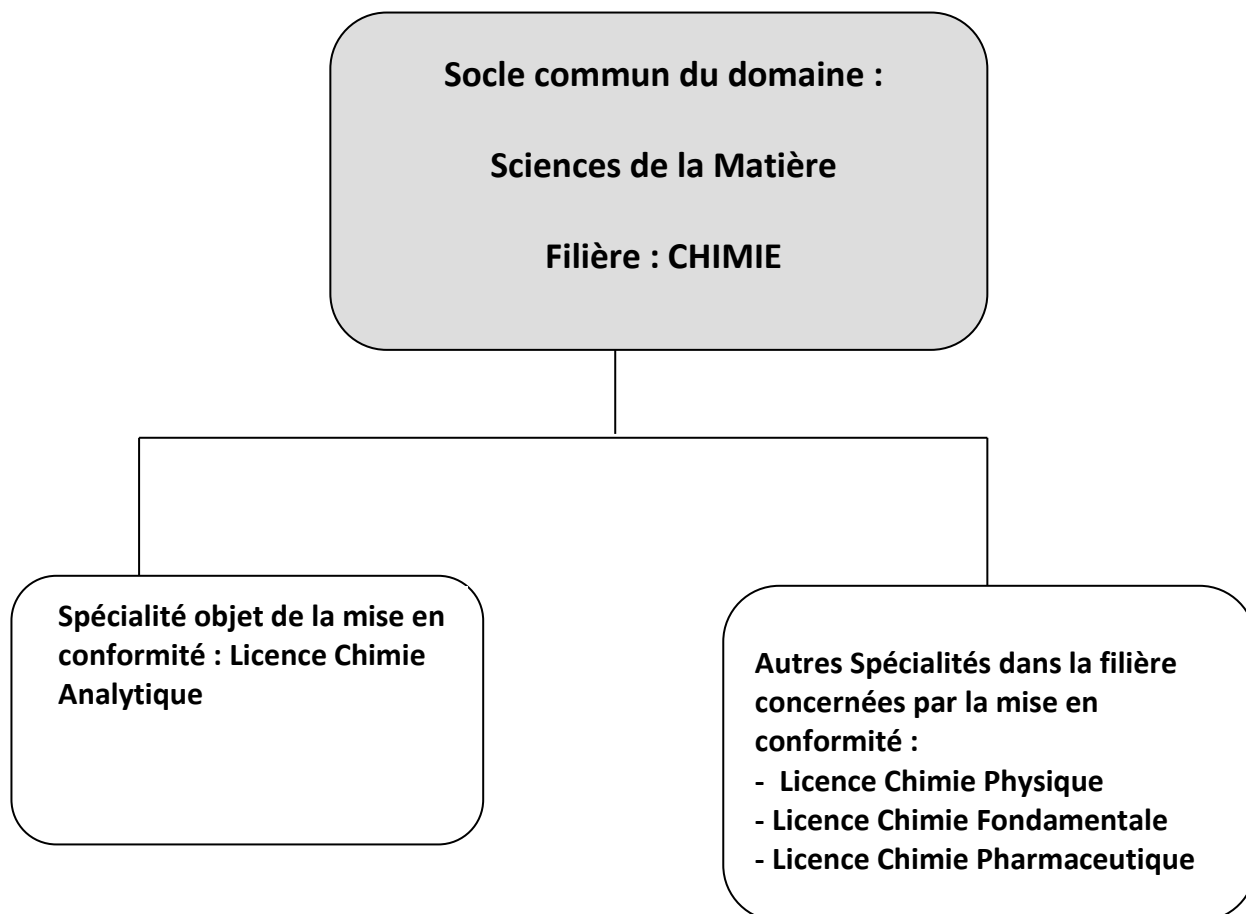 Socle commun du domaine :
Sciences de la Matière
Filière : CHIMIE
Spécialité objet de la mise en
conformité : Licence Chimie
Analytique
Autres Spécialités dans la filière
concernées par la mise en
conformité :
- Licence Chimie Physique
- Licence Chimie Fondamentale
- Licence Chimie Pharmaceutique